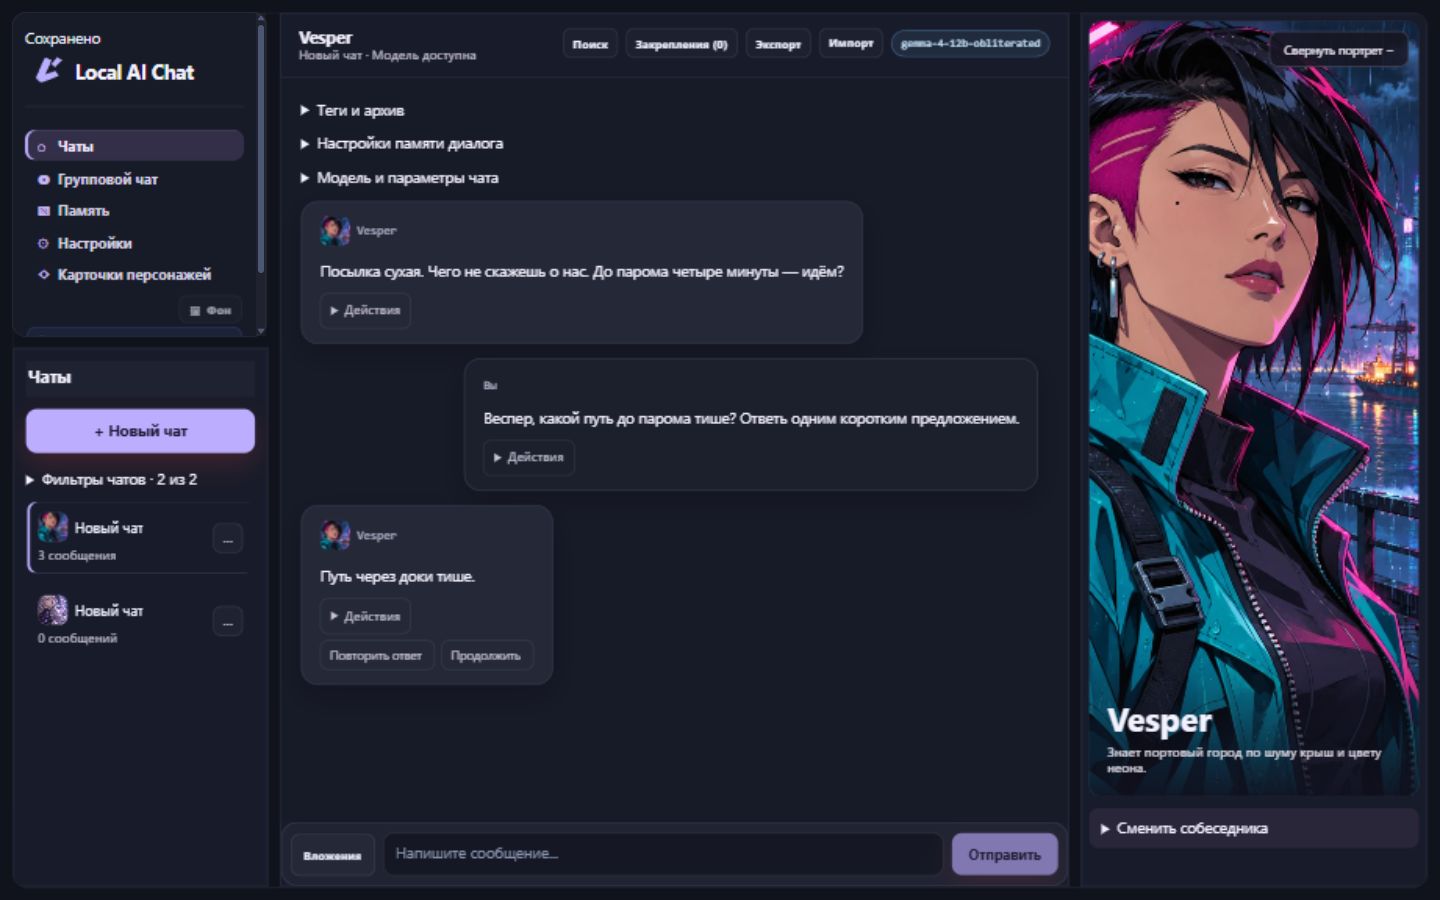 Сохранено
Local AI Chat
Чаты
Групповой чат
Память
Настройки
Карточки персонажей
Фон
Чаты
+ Новый чат
Фильтры чатов · 2 из 2
Новый чат
...
3 сообщения
Новый чат
...
0 сообщений
Vesper
Новый чат · Модель доступна
Поиск
Закрепления (0)
Экспорт
Импорт
gemma-4-12b-obliterated
Теги и архив
Настройки памяти диалога
Модель и параметры чата
Vesper
Посылка сухая. Чего не скажешь о нас. До парома четыре минуты — идём?
Действия
Вы
Веспер, какой путь до парома тише? Ответь одним коротким предложением.
Действия
Vesper
Путь через доки тише.
Действия
Повторить ответ
Продолжить
Вложения
Напишите сообщение...
Отправить
Свернуть портрет −
Vesper
Знает портовый город по шуму крыш и цвету
неона.
Сменить собеседника